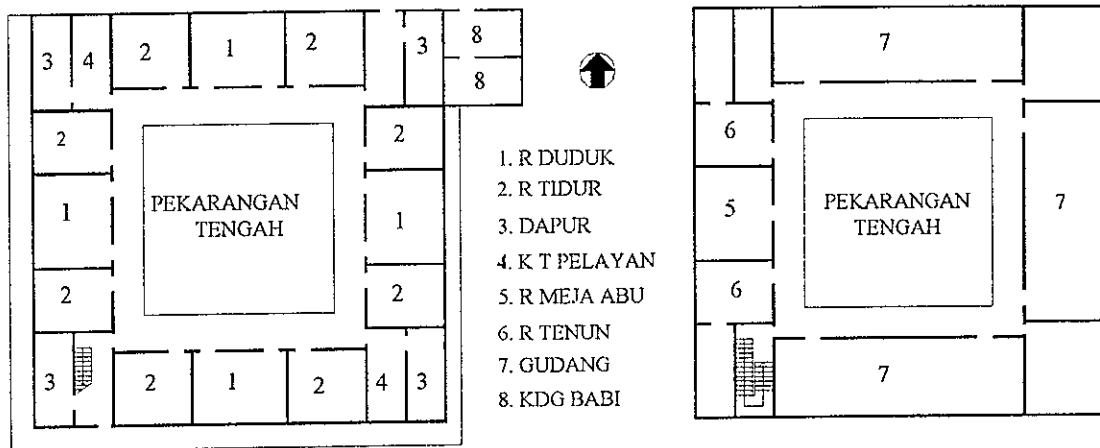 3 4 2 1 2 3 8
8
2 2
PEKARANGAN
TENGAH
1 1
2 2
3 2 1 2 4 3
1. R DUDUK
2. R TIDUR
3. DAPUR
4. K T PELAYAN
5. R MEJA ABU
6. R TENUN
7. GUDANG
8. KDG BABI
7
6
5
PEKARANGAN
TENGAH
7
6
7